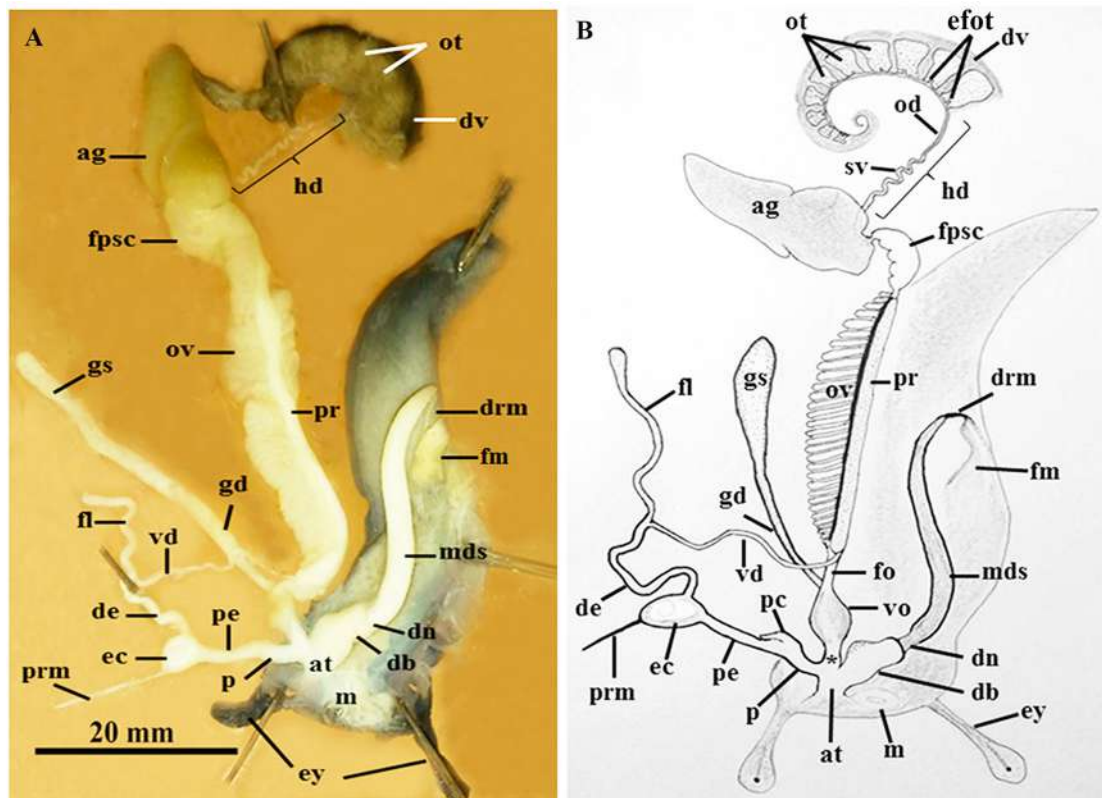 A
ot
dv
ag
hd
fpsc
ov
gs
pr
drm
fm
gd
fl
vd
mds
de
pe
dn
ec
at
db
prm
p
m
20 mm
ey
B
ot
efot
dv
od
sv
hd
ag
fpsc
gs
ov
pr
drm
fl
fm
gd
vd
fo
mds
de
pc
vo
*
dn
prm
ec
pe
db
p
ey
at
m